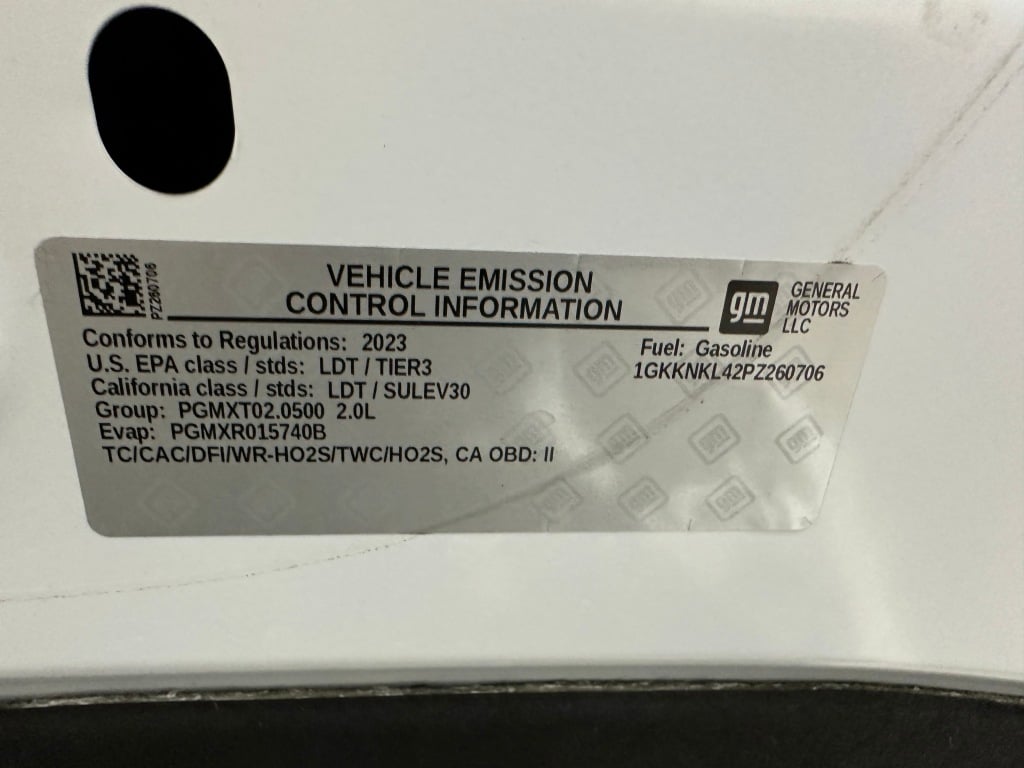 PZ260706
VEHICLE EMISSION
CONTROL INFORMATION
gm
GENERAL
MOTORS
LLC
Conforms to Regulations: 2023
U.S. EPA class / stds: LDT / TIER3
California class / stds: LDT / SULEV30
Group: PGMXT02.0500 2.0L
Evap: PGMXR015740B
TC/CAC/DFI/WR-HO2S/TWC/HO2S, CA OBD: II
Fuel: Gasoline
1GKKNKL42PZ260706